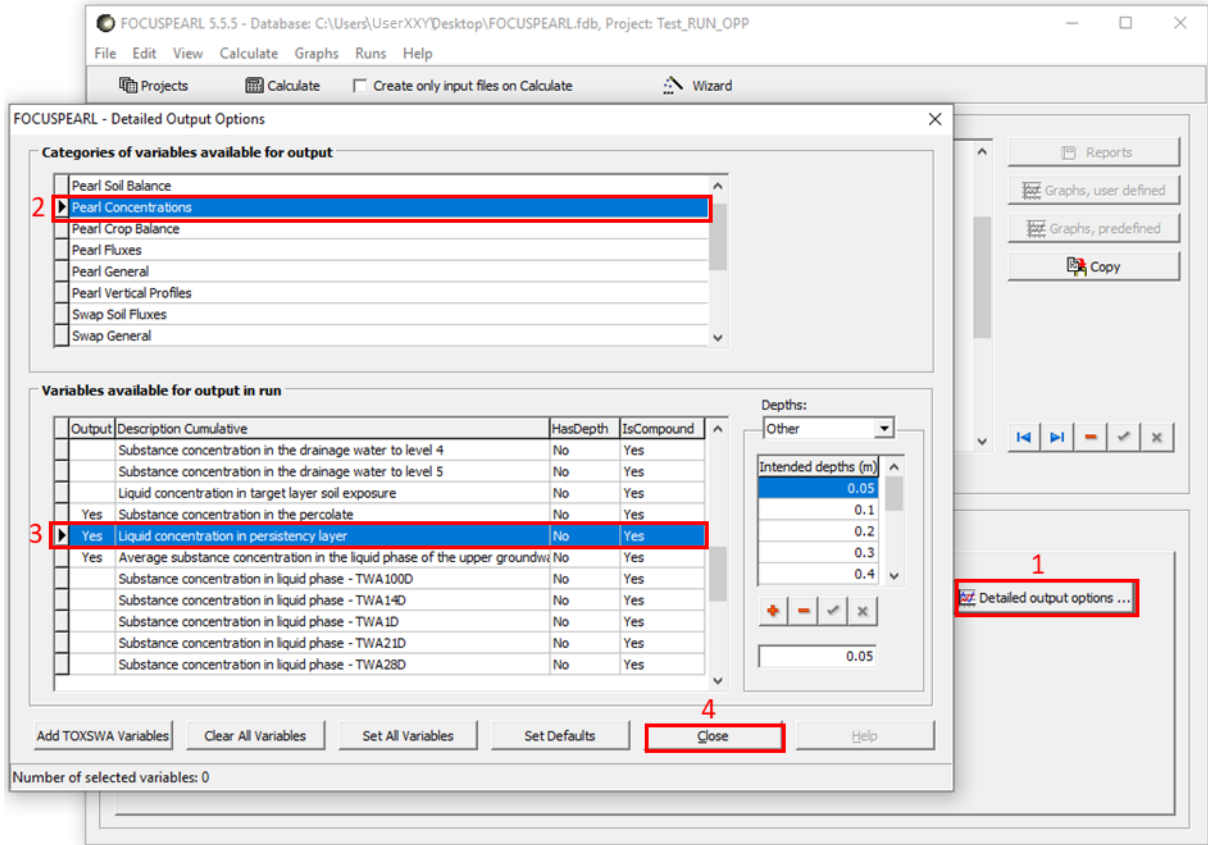 FOCUSPEARL 5.5.5 - Database: C:\Users\UserXXY\Desktop\FOCUSPEARL.fdb, Project: Test_RUN_OPP
File Edit View Calculate Graphs Runs Help
Projects Calculate Create only input files on Calculate Wizard
FOCUSPEARL - Detailed Output Options
Categories of variables available for output
Pearl Soil Balance
2 Pearl Concentrations
Pearl Crop Balance
Pearl Fluxes
Pearl General
Pearl Vertical Profiles
Swap Soil Fluxes
Swap General
Reports
Graphs, user defined
Graphs, predefined
Copy
Variables available for output in run
Output Description Cumulative HasDepth IsCompound
Substance concentration in the drainage water to level 4 No Yes
Substance concentration in the drainage water to level 5 No Yes
Liquid concentration in target layer soil exposure No Yes
Yes Substance concentration in the percolate No Yes
3 Yes Liquid concentration in persistency layer No Yes
Yes Average substance concentration in the liquid phase of the upper groundwa No Yes
Substance concentration in liquid phase - TWA100D No Yes
Substance concentration in liquid phase - TWA14D No Yes
Substance concentration in liquid phase - TWA1D No Yes
Substance concentration in liquid phase - TWA21D No Yes
Substance concentration in liquid phase - TWA28D No Yes
Depths:
Other
Intended depths (m)
0.05
0.1
0.2
0.3
0.4
0.05
1
Detailed output options ...
4
Add TOXSWA Variables Clear All Variables Set All Variables Set Defaults Close Help
Number of selected variables: 0